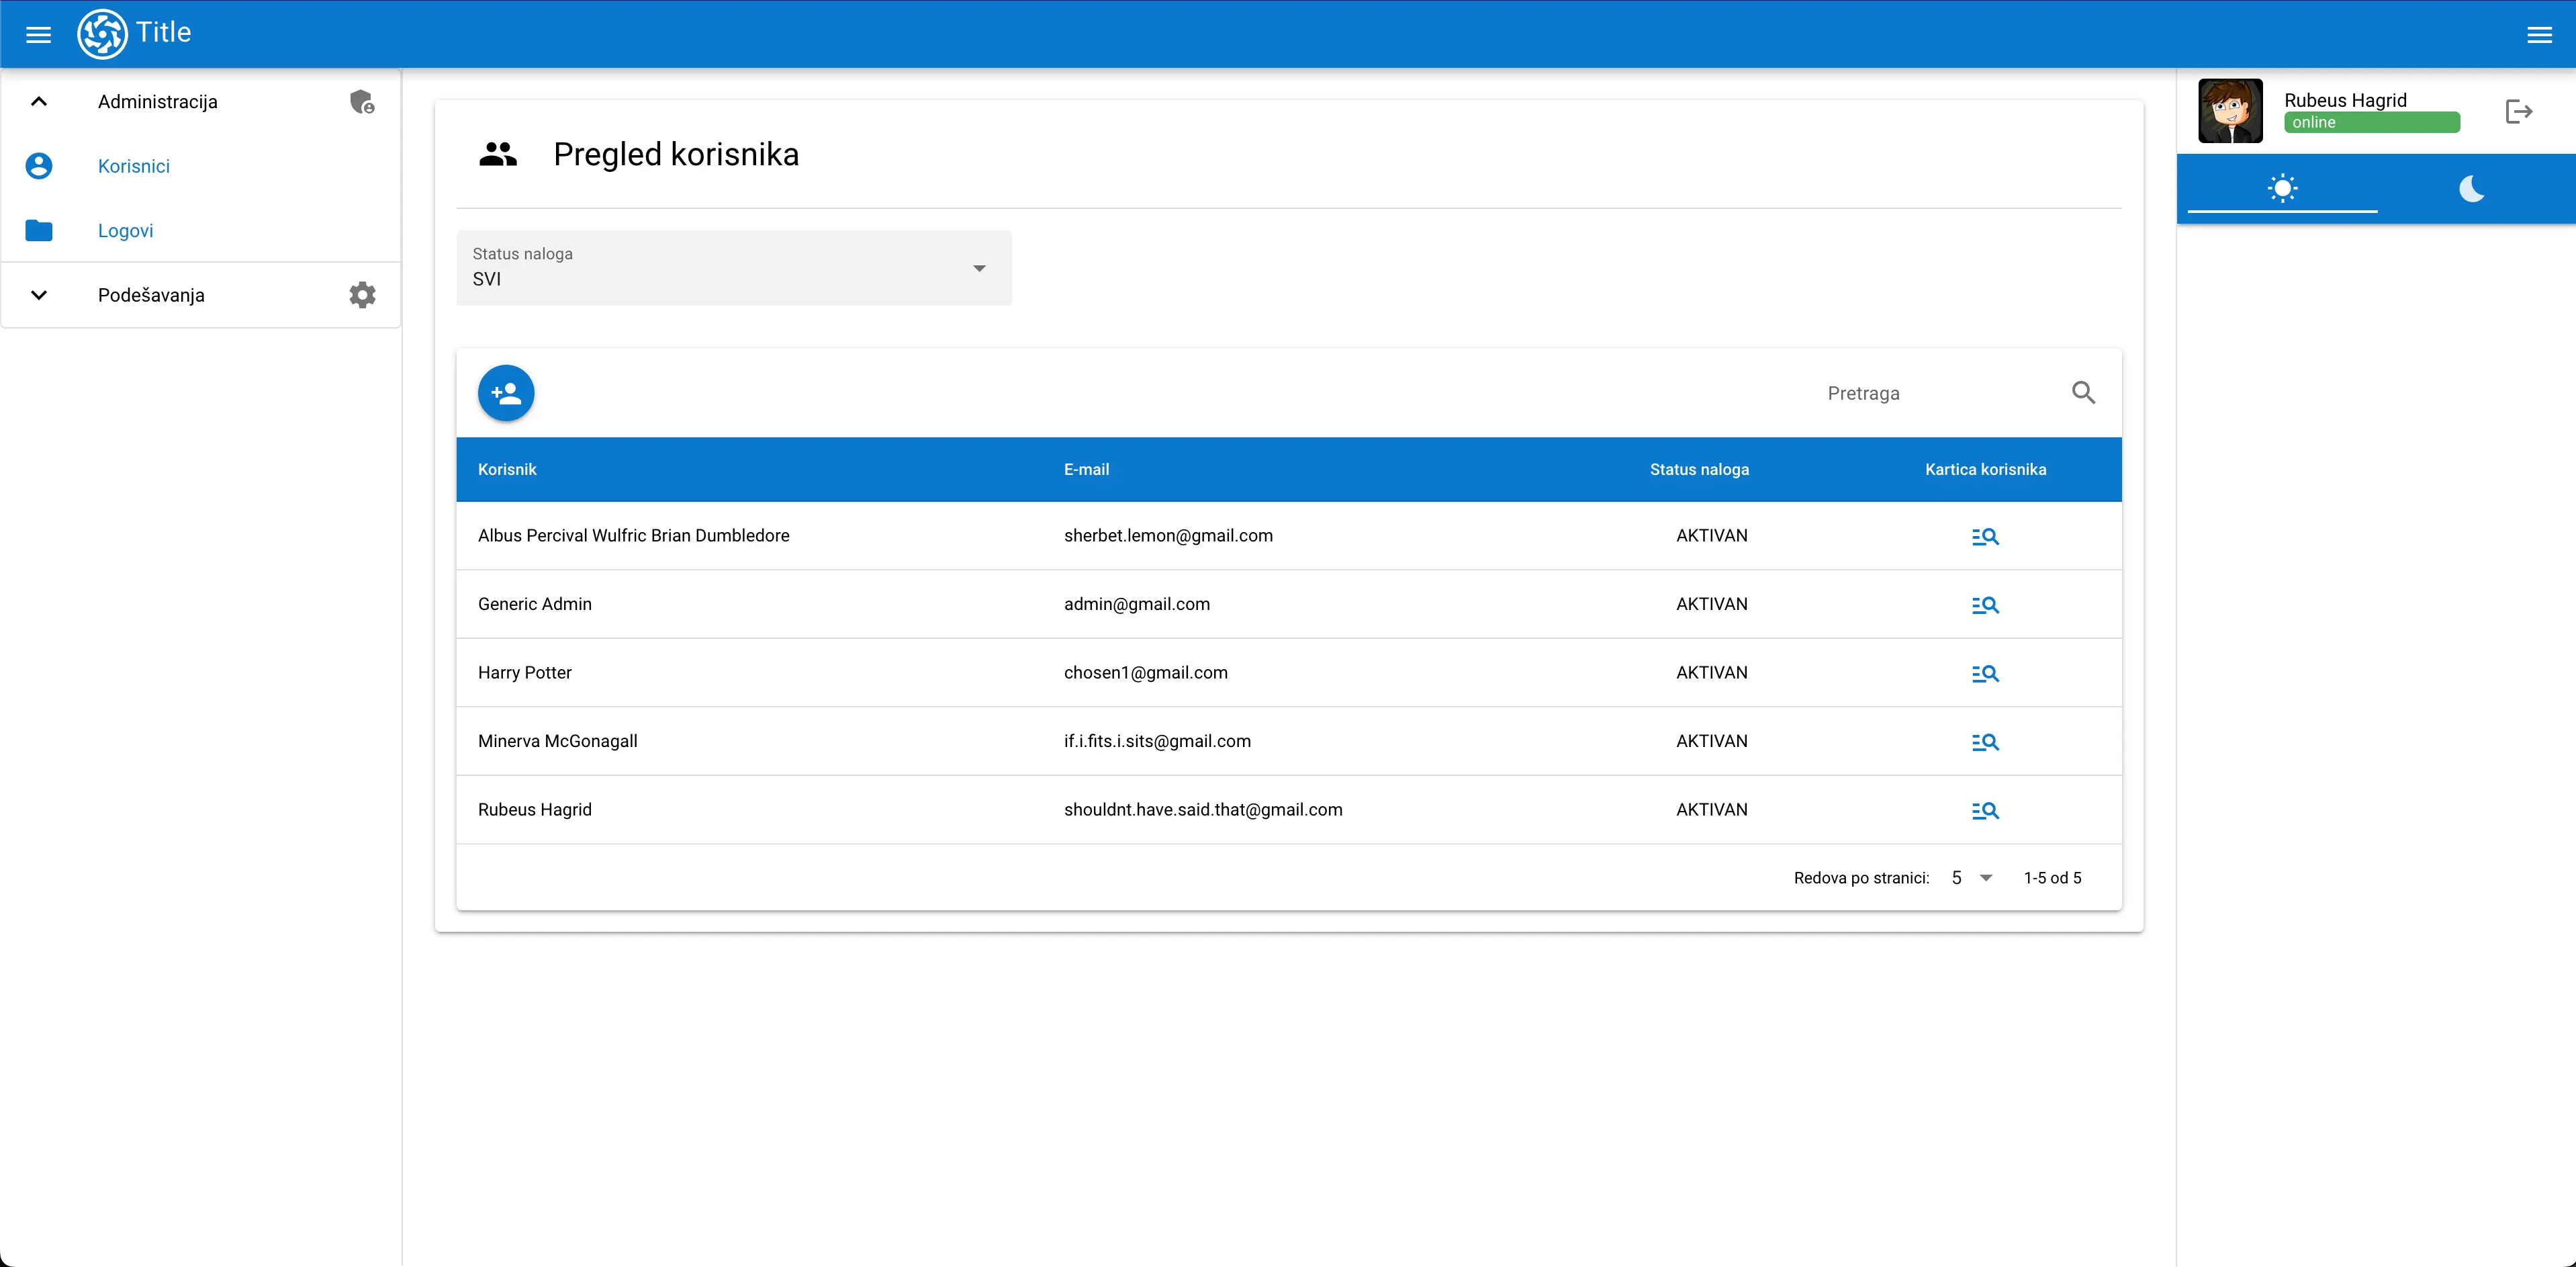 Title
Administracija
Korisnici
Logovi
Podešavanja
Pregled korisnika
Status naloga
SVI
Pretraga
Korisnik E-mail Status naloga Kartica korisnika
Albus Percival Wulfric Brian Dumbledore sherbet.lemon@gmail.com AKTIVAN
Generic Admin admin@gmail.com AKTIVAN
Harry Potter chosen1@gmail.com AKTIVAN
Minerva McGonagall if.i.fits.i.sits@gmail.com AKTIVAN
Rubeus Hagrid shouldnt.have.said.that@gmail.com AKTIVAN
Redova po stranici: 5 1-5 od 5
Rubeus Hagrid
online